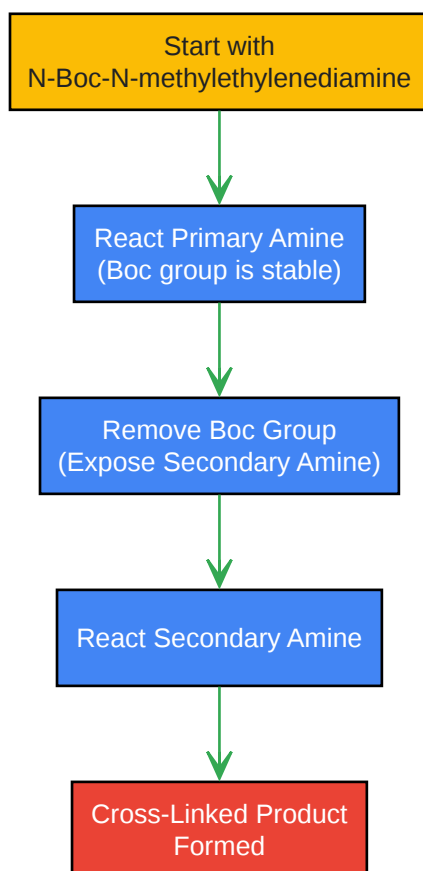 Start with
N-Boc-N-methylethylenediamine
React Primary Amine
(Boc group is stable)
Remove Boc Group
(Expose Secondary Amine)
React Secondary Amine
Cross-Linked Product
Formed